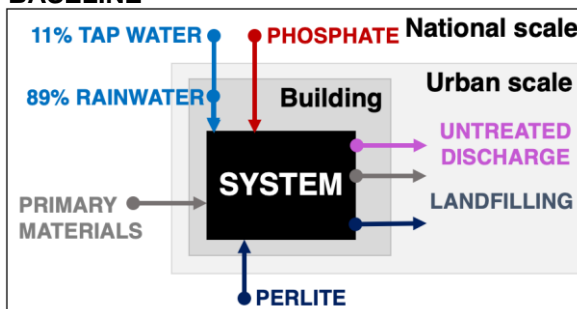 BASELINE
11% TAP WATER
PHOSPHATE
National scale
89% RAINWATER
Building
Urban scale
UNTREATED
DISCHARGE
SYSTEM
PRIMARY
MATERIALS
LANDFILLING
PERLITE